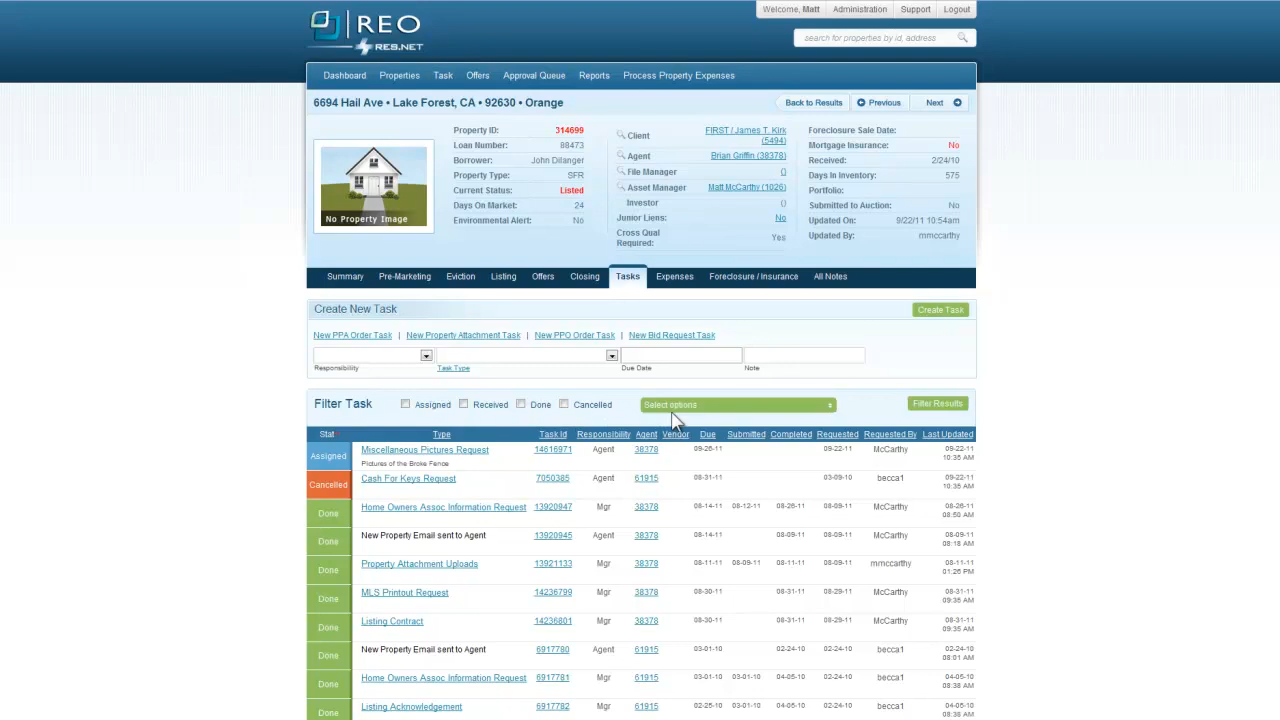 Welcome, Matt Administration Support Logout
REO
RES.NET
search for properties by id, address
Dashboard Properties Task Offers Approval Queue Reports Process Property Expenses
6694 Hail Ave • Lake Forest, CA • 92630 • Orange
Back to Results Previous Next
No Property Image
Property ID: 314699
Loan Number: 88473
Borrower: John Dilanger
Property Type: SFR
Current Status: Listed
Days On Market: 24
Environmental Alert: No
Client FIRST / James T. Kirk (5494)
Agent Brian Griffin (38378)
File Manager ()
Asset Manager Matt McCarthy (1026)
Investor ()
Junior Liens: No
Cross Qual Required: Yes
Foreclosure Sale Date:
Mortgage Insurance: No
Received: 2/24/10
Days In Inventory: 575
Portfolio:
Submitted to Auction: No
Updated On: 9/22/11 10:54am
Updated By: mmccarthy
Summary Pre-Marketing Eviction Listing Offers Closing Tasks Expenses Foreclosure / Insurance All Notes
Create New Task Create Task
New PPA Order Task | New Property Attachment Task | New PPO Order Task | New Bid Request Task
Responsibility Task Type Due Date Note
Filter Task Assigned Received Done Cancelled Select options Filter Results
Stat Type Task Id Responsibility Agent Vendor Due Submitted Completed Requested Requested By Last Updated
Assigned Miscellaneous Pictures Request 14616971 Agent 38378 09-26-11 09-22-11 McCarthy 09-22-11 10:35 AM
Pictures of the Broke Fence
Cancelled Cash For Keys Request 7050385 Agent 61915 08-31-11 03-09-10 becca1 09-22-11 10:35 AM
Done Home Owners Assoc Information Request 13920947 Mgr 38378 08-14-11 08-12-11 08-26-11 08-09-11 McCarthy 08-26-11 08:58 AM
Done New Property Email sent to Agent 13920945 Agent 38378 08-14-11 08-09-11 08-09-11 McCarthy 08-09-11 08:18 AM
Done Property Attachment Uploads 13921133 Mgr 38378 08-11-11 08-09-11 08-11-11 08-09-11 mmccarthy 08-11-11 01:26 PM
Done MLS Printout Request 14236799 Mgr 38378 08-30-11 08-31-11 08-29-11 McCarthy 08-31-11 09:35 AM
Done Listing Contract 14236801 Mgr 38378 08-30-11 08-31-11 08-29-11 McCarthy 08-31-11 09:35 AM
Done New Property Email sent to Agent 6917780 Agent 61915 03-01-10 02-24-10 02-24-10 becca1 02-24-10 08:01 AM
Done Home Owners Assoc Information Request 6917781 Mgr 61915 03-01-10 03-01-10 04-05-10 02-24-10 becca1 04-05-10 08:38 AM
Done Listing Acknowledgement 6917782 Mgr 61915 02-25-10 03-01-10 04-05-10 02-24-10 becca1 04-05-10 08:38 AM